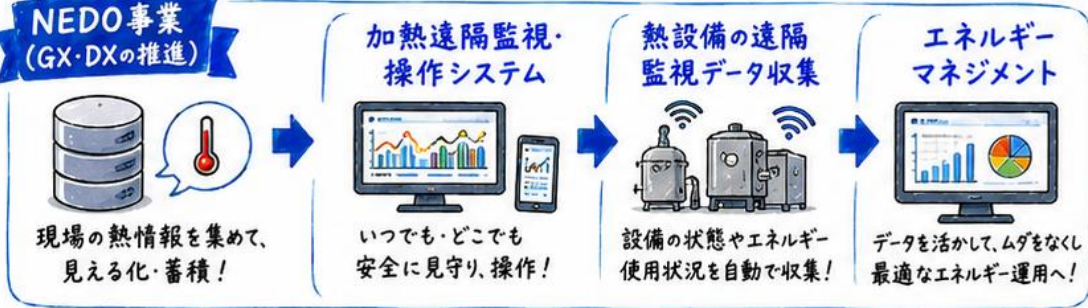 NEDO事業
(GX・DXの推進)
現場の熱情報を集めて、
見える化・蓄積！
加熱遠隔監視・
操作システム
いつでも・どこでも
安全に見守り、操作！
熱設備の遠隔
監視データ収集
設備の状態やエネルギー
使用状況を自動で収集！
エネルギー
マネジメント
データを活かして、ムダをなくし
最適なエネルギー運用へ！